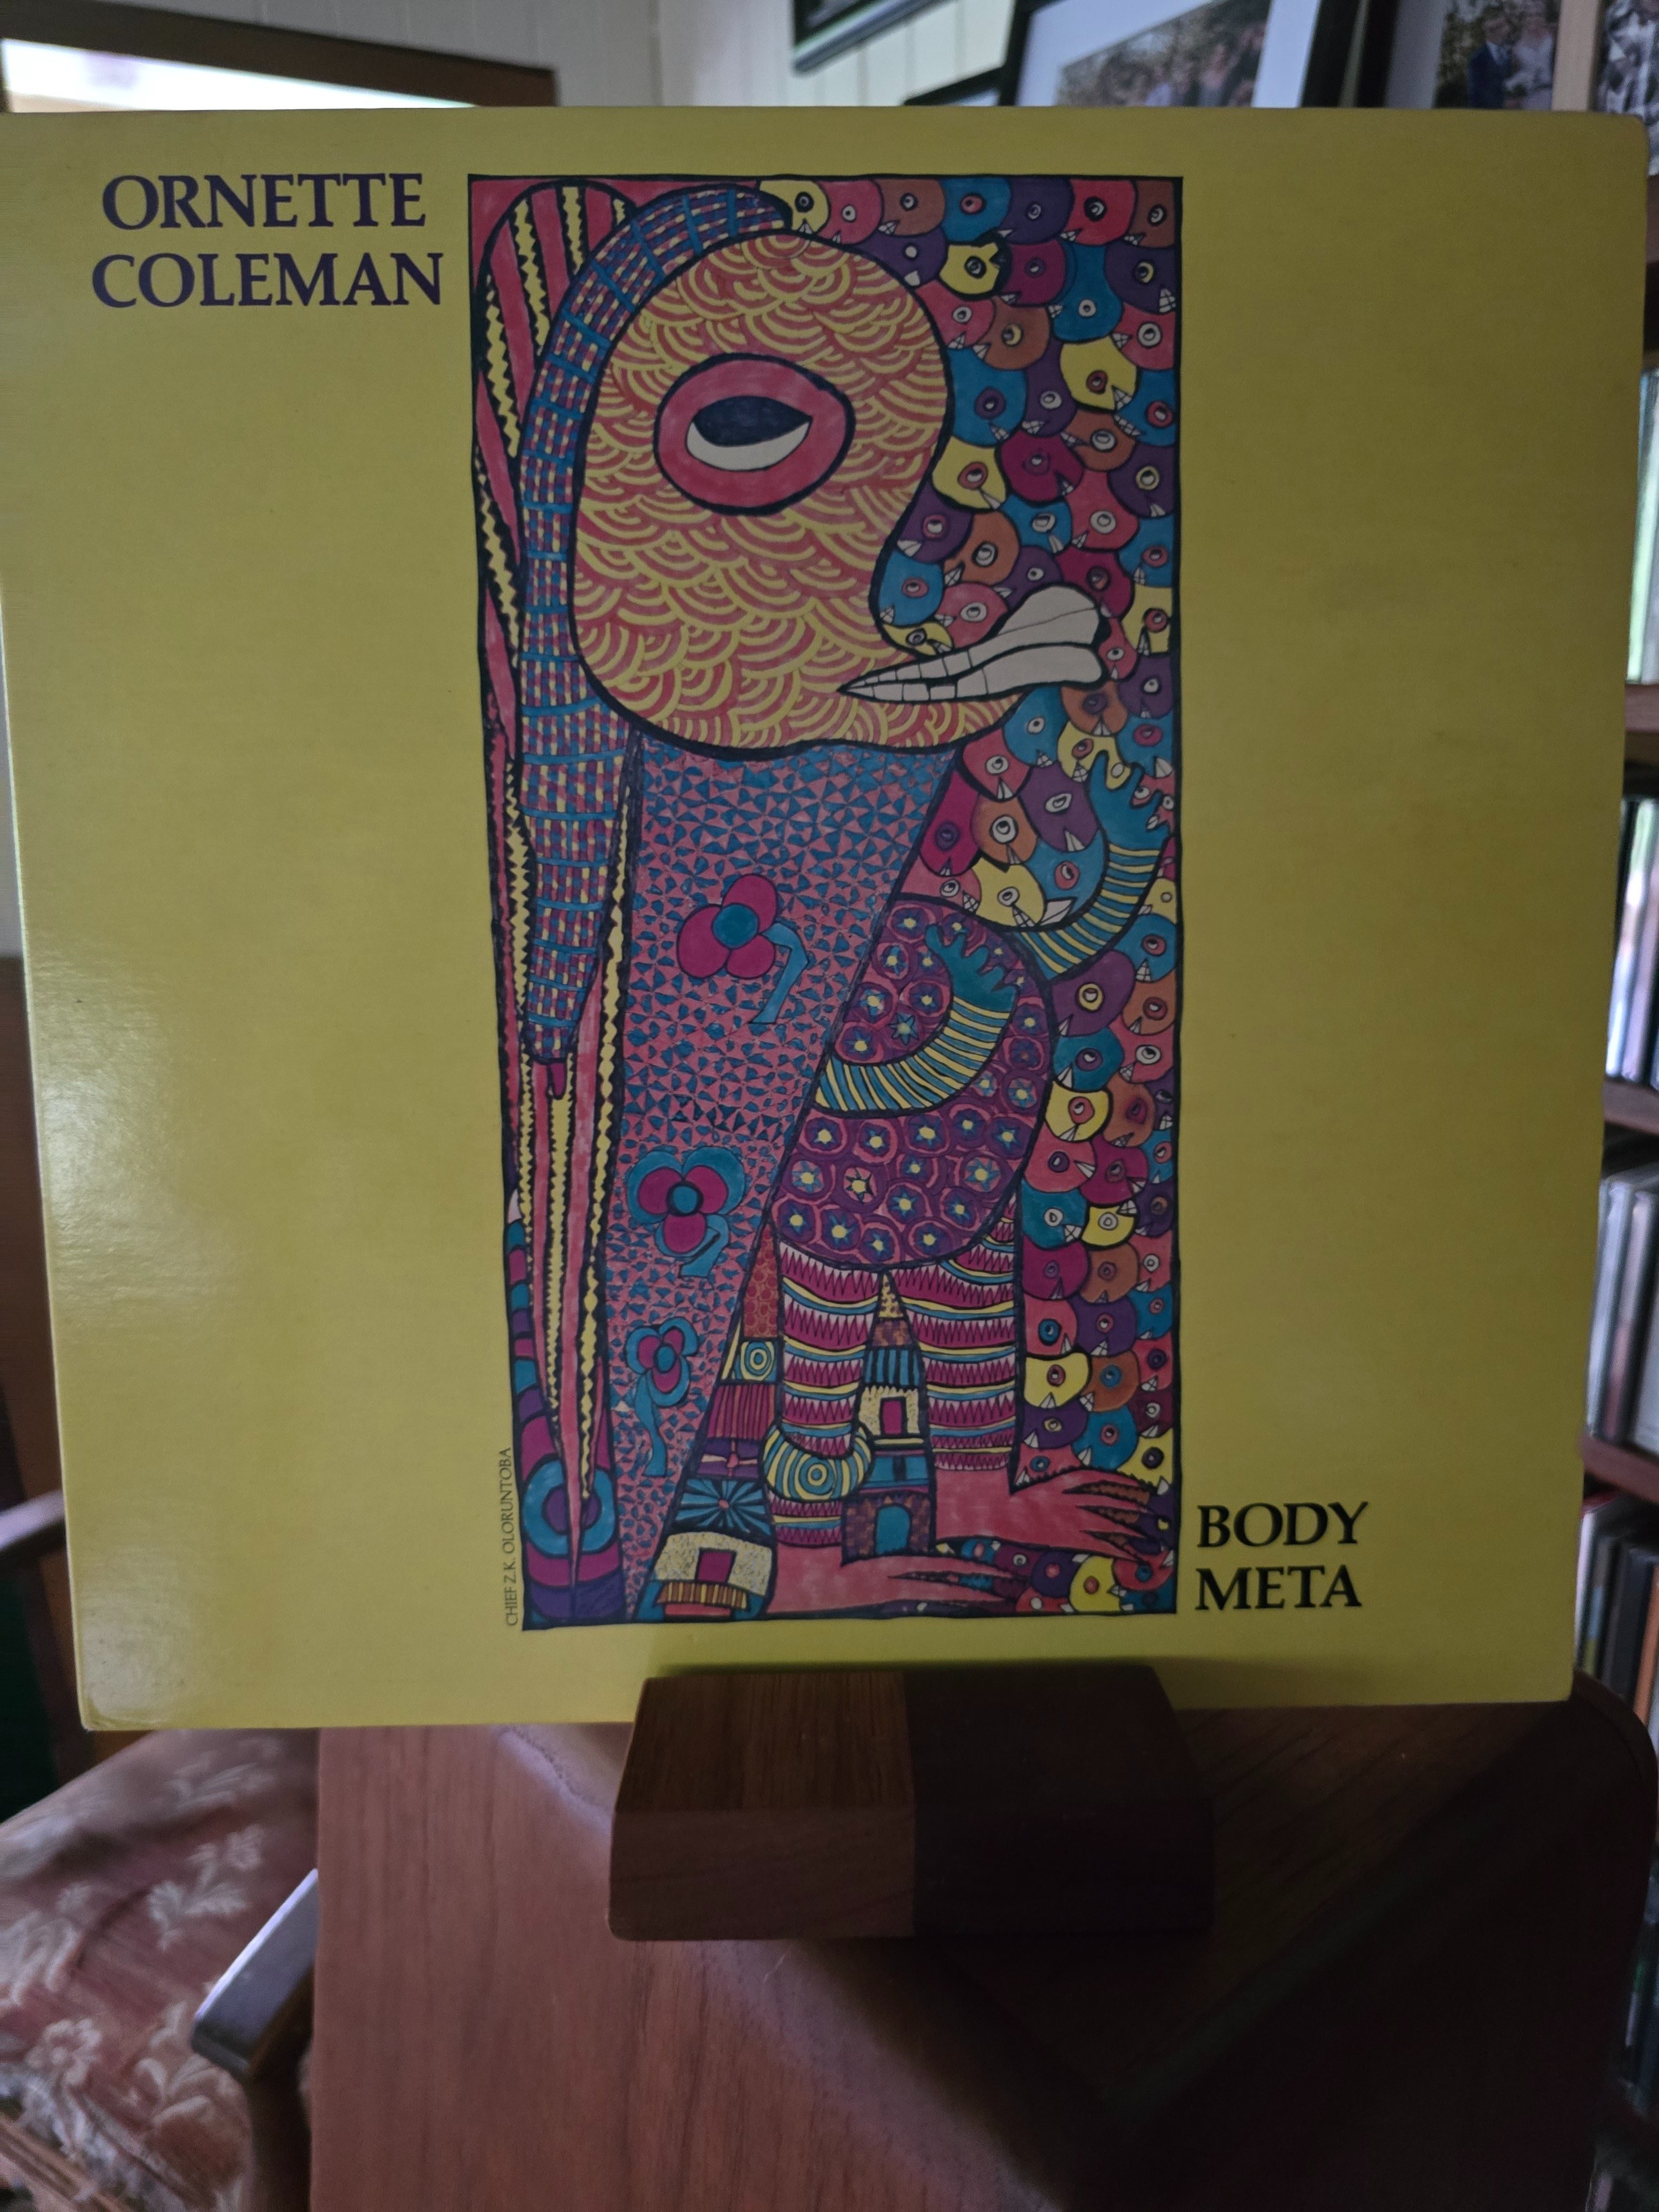 ORNETTE
COLEMAN
CHIEF Z.K. OLORUNTOBA
BODY
META